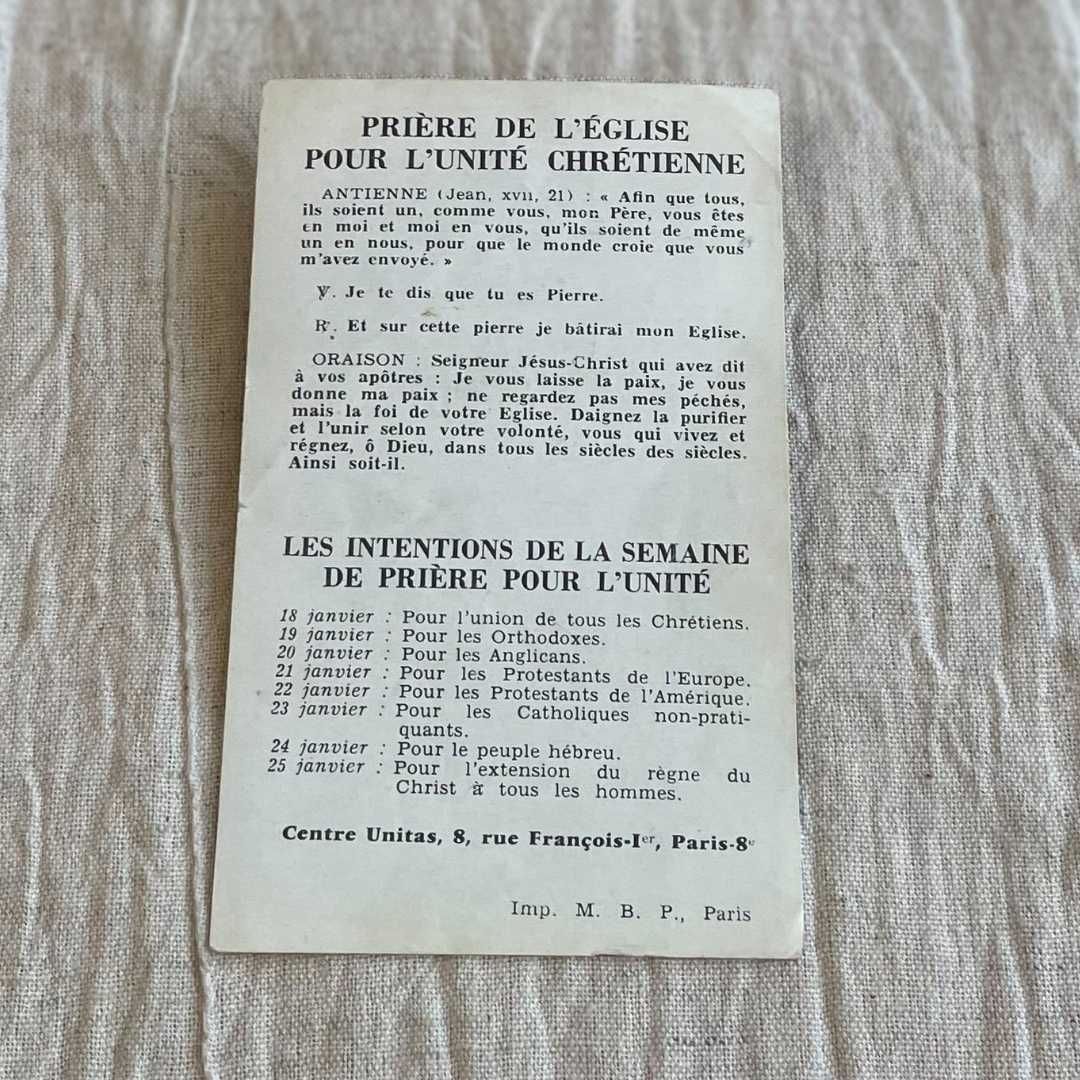 PRIÈRE DE L'ÉGLISE
POUR L'UNITÉ CHRÉTIENNE
ANTIENNE (Jean, XVII, 21) : « Afin que tous,
ils soient un, comme vous, mon Père, vous êtes
en moi et moi en vous, qu'ils soient de même
un en nous, pour que le monde croie que vous
m'avez envoyé. »
℣. Je te dis que tu es Pierre.
℟. Et sur cette pierre je bâtirai mon Eglise.
ORAISON : Seigneur Jésus-Christ qui avez dit
à vos apôtres : Je vous laisse la paix, je vous
donne ma paix ; ne regardez pas mes péchés,
mais la foi de votre Eglise. Daignez la purifier
et l'unir selon votre volonté, vous qui vivez et
régnez, ô Dieu, dans tous les siècles des siècles.
Ainsi soit-il.
LES INTENTIONS DE LA SEMAINE
DE PRIÈRE POUR L'UNITÉ
18 janvier : Pour l'union de tous les Chrétiens.
19 janvier : Pour les Orthodoxes.
20 janvier : Pour les Anglicans.
21 janvier : Pour les Protestants de l'Europe.
22 janvier : Pour les Protestants de l'Amérique.
23 janvier : Pour les Catholiques non-prati-
quants.
24 janvier : Pour le peuple hébreu.
25 janvier : Pour l'extension du règne du
Christ à tous les hommes.
Centre Unitas, 8, rue François-Ier, Paris-8e
Imp. M. B. P., Paris